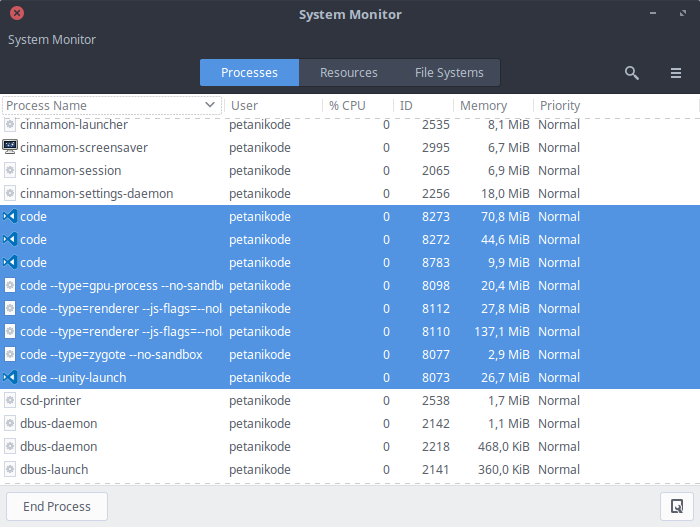 System Monitor
System Monitor
Processes Resources File Systems
Process Name User % CPU ID Memory Priority
cinnamon-launcher petanikode 0 2535 8,1 MiB Normal
cinnamon-screensaver petanikode 0 2995 6,7 MiB Normal
cinnamon-session petanikode 0 2065 6,9 MiB Normal
cinnamon-settings-daemon petanikode 0 2256 18,0 MiB Normal
code petanikode 0 8273 70,8 MiB Normal
code petanikode 0 8272 44,6 MiB Normal
code petanikode 0 8783 9,9 MiB Normal
code --type=gpu-process --no-sandbo petanikode 0 8098 20,4 MiB Normal
code --type=renderer --js-flags=--nol petanikode 0 8112 27,8 MiB Normal
code --type=renderer --js-flags=--nol petanikode 0 8110 137,1 MiB Normal
code --type=zygote --no-sandbox petanikode 0 8077 2,9 MiB Normal
code --unity-launch petanikode 0 8073 26,7 MiB Normal
csd-printer petanikode 0 2538 1,7 MiB Normal
dbus-daemon petanikode 0 2142 1,1 MiB Normal
dbus-daemon petanikode 0 2218 468,0 KiB Normal
dbus-launch petanikode 0 2141 360,0 KiB Normal
End Process